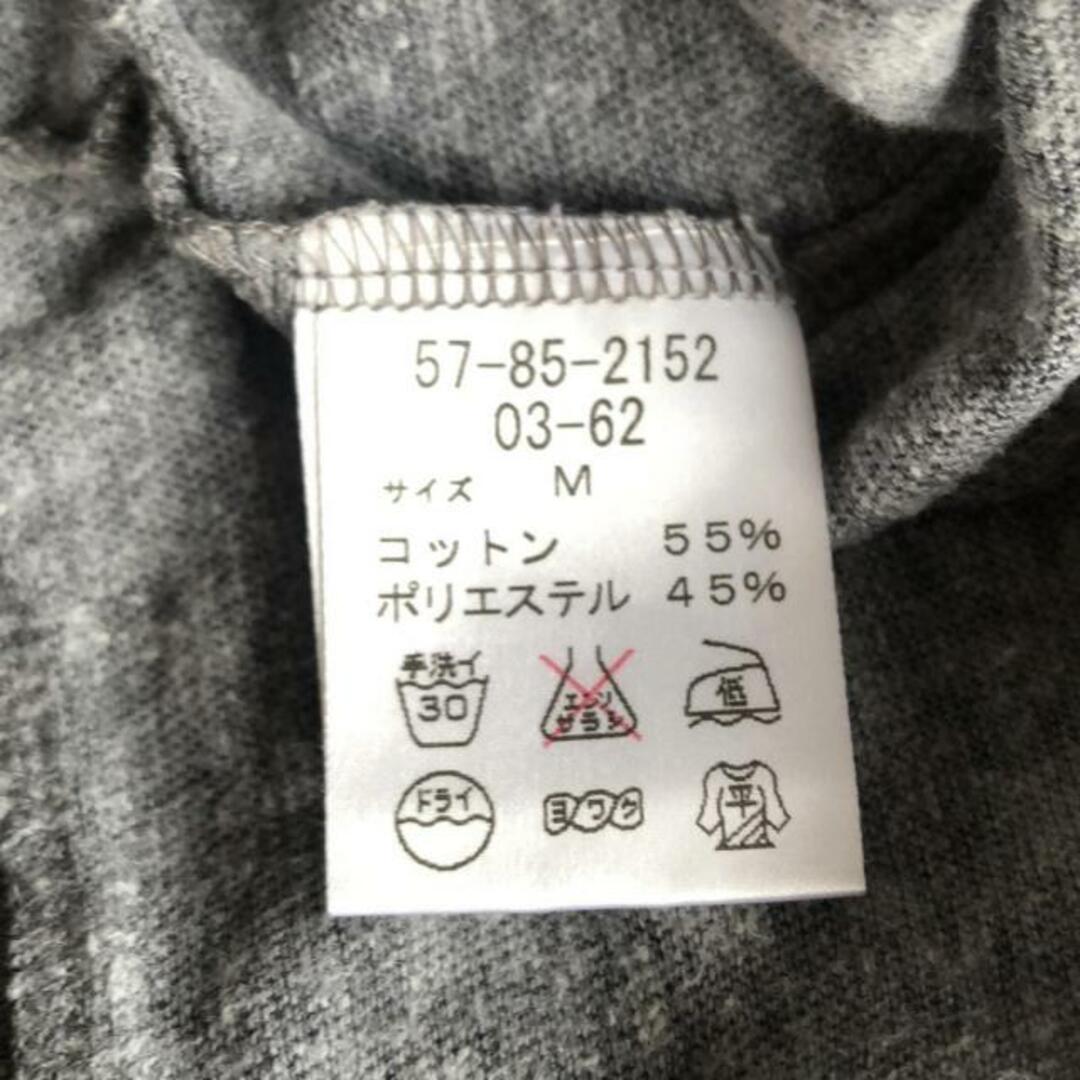 57-85-2152
03-62
サイズ M
コットン 55%
ポリエステル 45%
手洗イ
30
エンソ
サラシ
低
ドライ
ヨワク
平